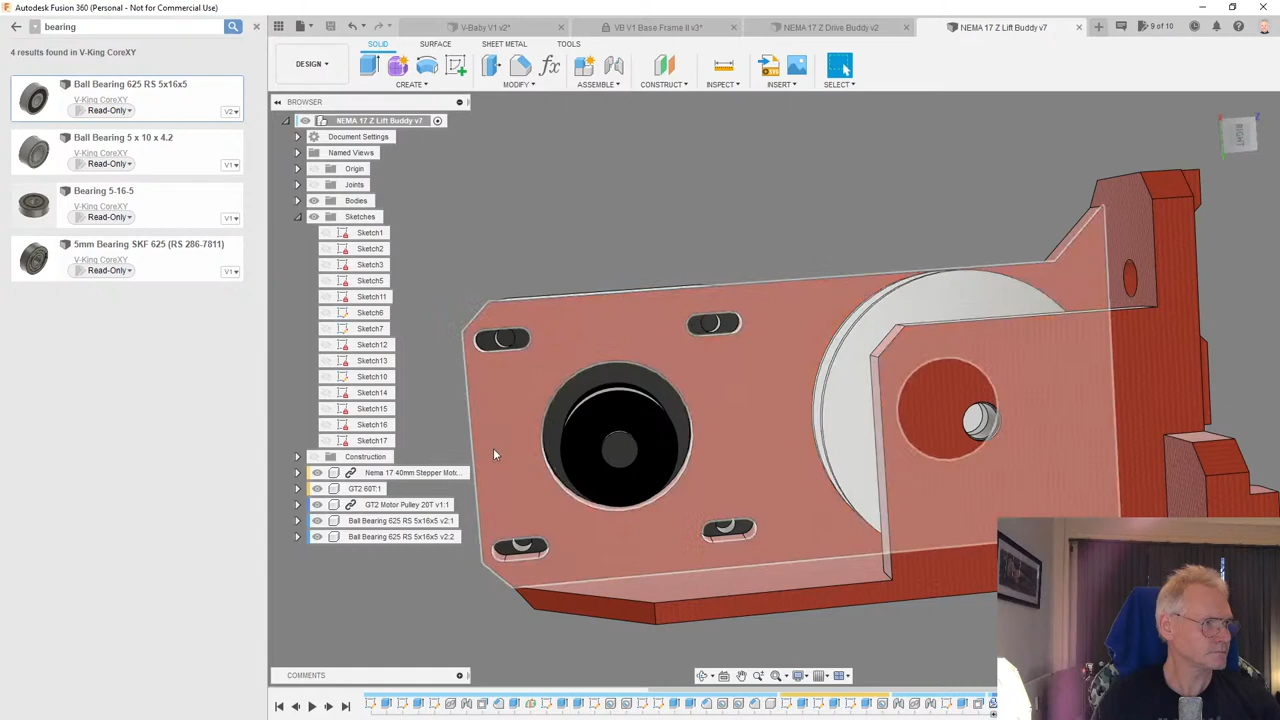 Autodesk Fusion 360 (Personal - Not for Commercial Use)
bearing
V-Baby V1 v2*
VB V1 Base Frame II v3*
NEMA 17 Z Drive Buddy v2
NEMA 17 Z Lift Buddy v7
9 of 10
4 results found in V-King CoreXY
SOLID
SURFACE
SHEET METAL
TOOLS
DESIGN
CREATE
MODIFY
ASSEMBLE
CONSTRUCT
INSPECT
INSERT
SELECT
Ball Bearing 625 RS 5x16x5
V-King CoreXY
Read-Only
V2
Ball Bearing 5 x 10 x 4.2
V-King CoreXY
Read-Only
V1
Bearing 5-16-5
V-King CoreXY
Read-Only
V1
5mm Bearing SKF 625 (RS 286-7811)
V-King CoreXY
Read-Only
V1
BROWSER
NEMA 17 Z Lift Buddy v7
Document Settings
Named Views
Origin
Joints
Bodies
Sketches
Sketch1
Sketch2
Sketch3
Sketch5
Sketch11
Sketch6
Sketch7
Sketch12
Sketch13
Sketch10
Sketch14
Sketch15
Sketch16
Sketch17
Construction
Nema 17 40mm Stepper Moto...
GT2 60T:1
GT2 Motor Pulley 20T v1:1
Ball Bearing 625 RS 5x16x5 v2:1
Ball Bearing 625 RS 5x16x5 v2:2
RIGHT
COMMENTS